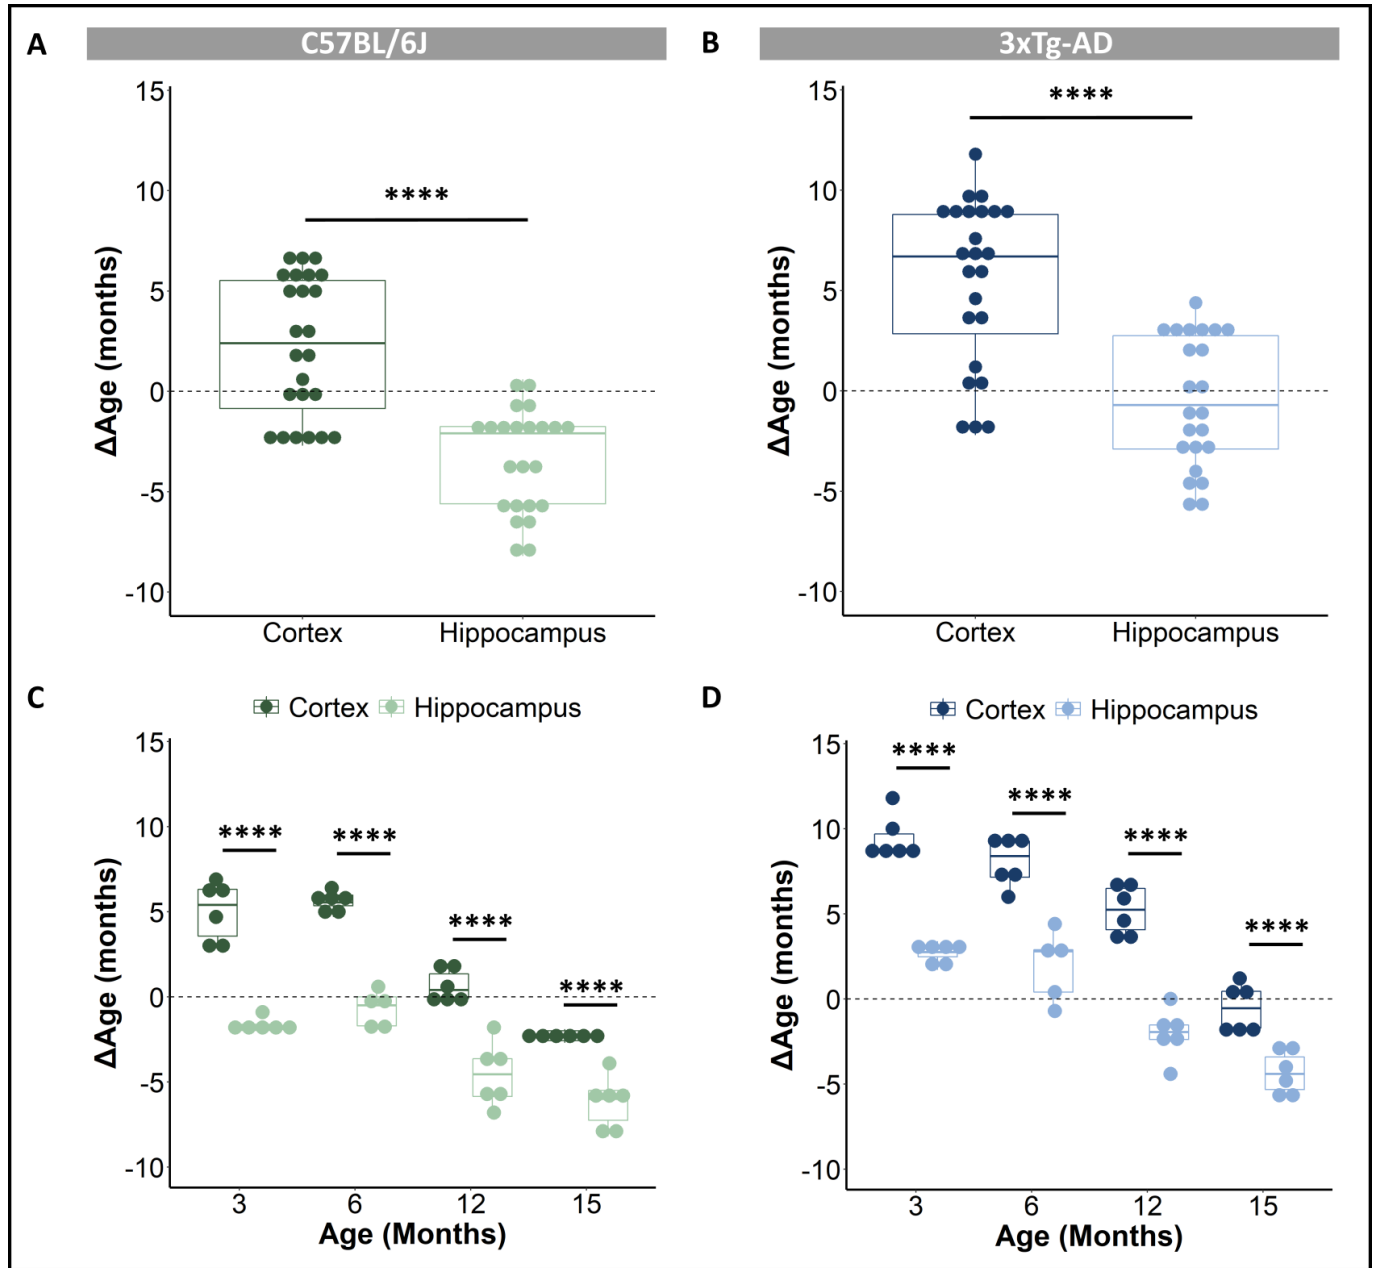 A C57BL/6J
B 3xTg-AD
15
10
5
0
-5
-10
ΔAge (months)
****
Cortex Hippocampus
15
10
5
0
-5
-10
ΔAge (months)
****
Cortex Hippocampus
C
Cortex Hippocampus
15
10
5
0
-5
-10
ΔAge (months)
**** **** **** ****
3 6 12 15
Age (Months)
D
Cortex Hippocampus
15
10
5
0
-5
-10
ΔAge (months)
**** **** **** ****
3 6 12 15
Age (Months)